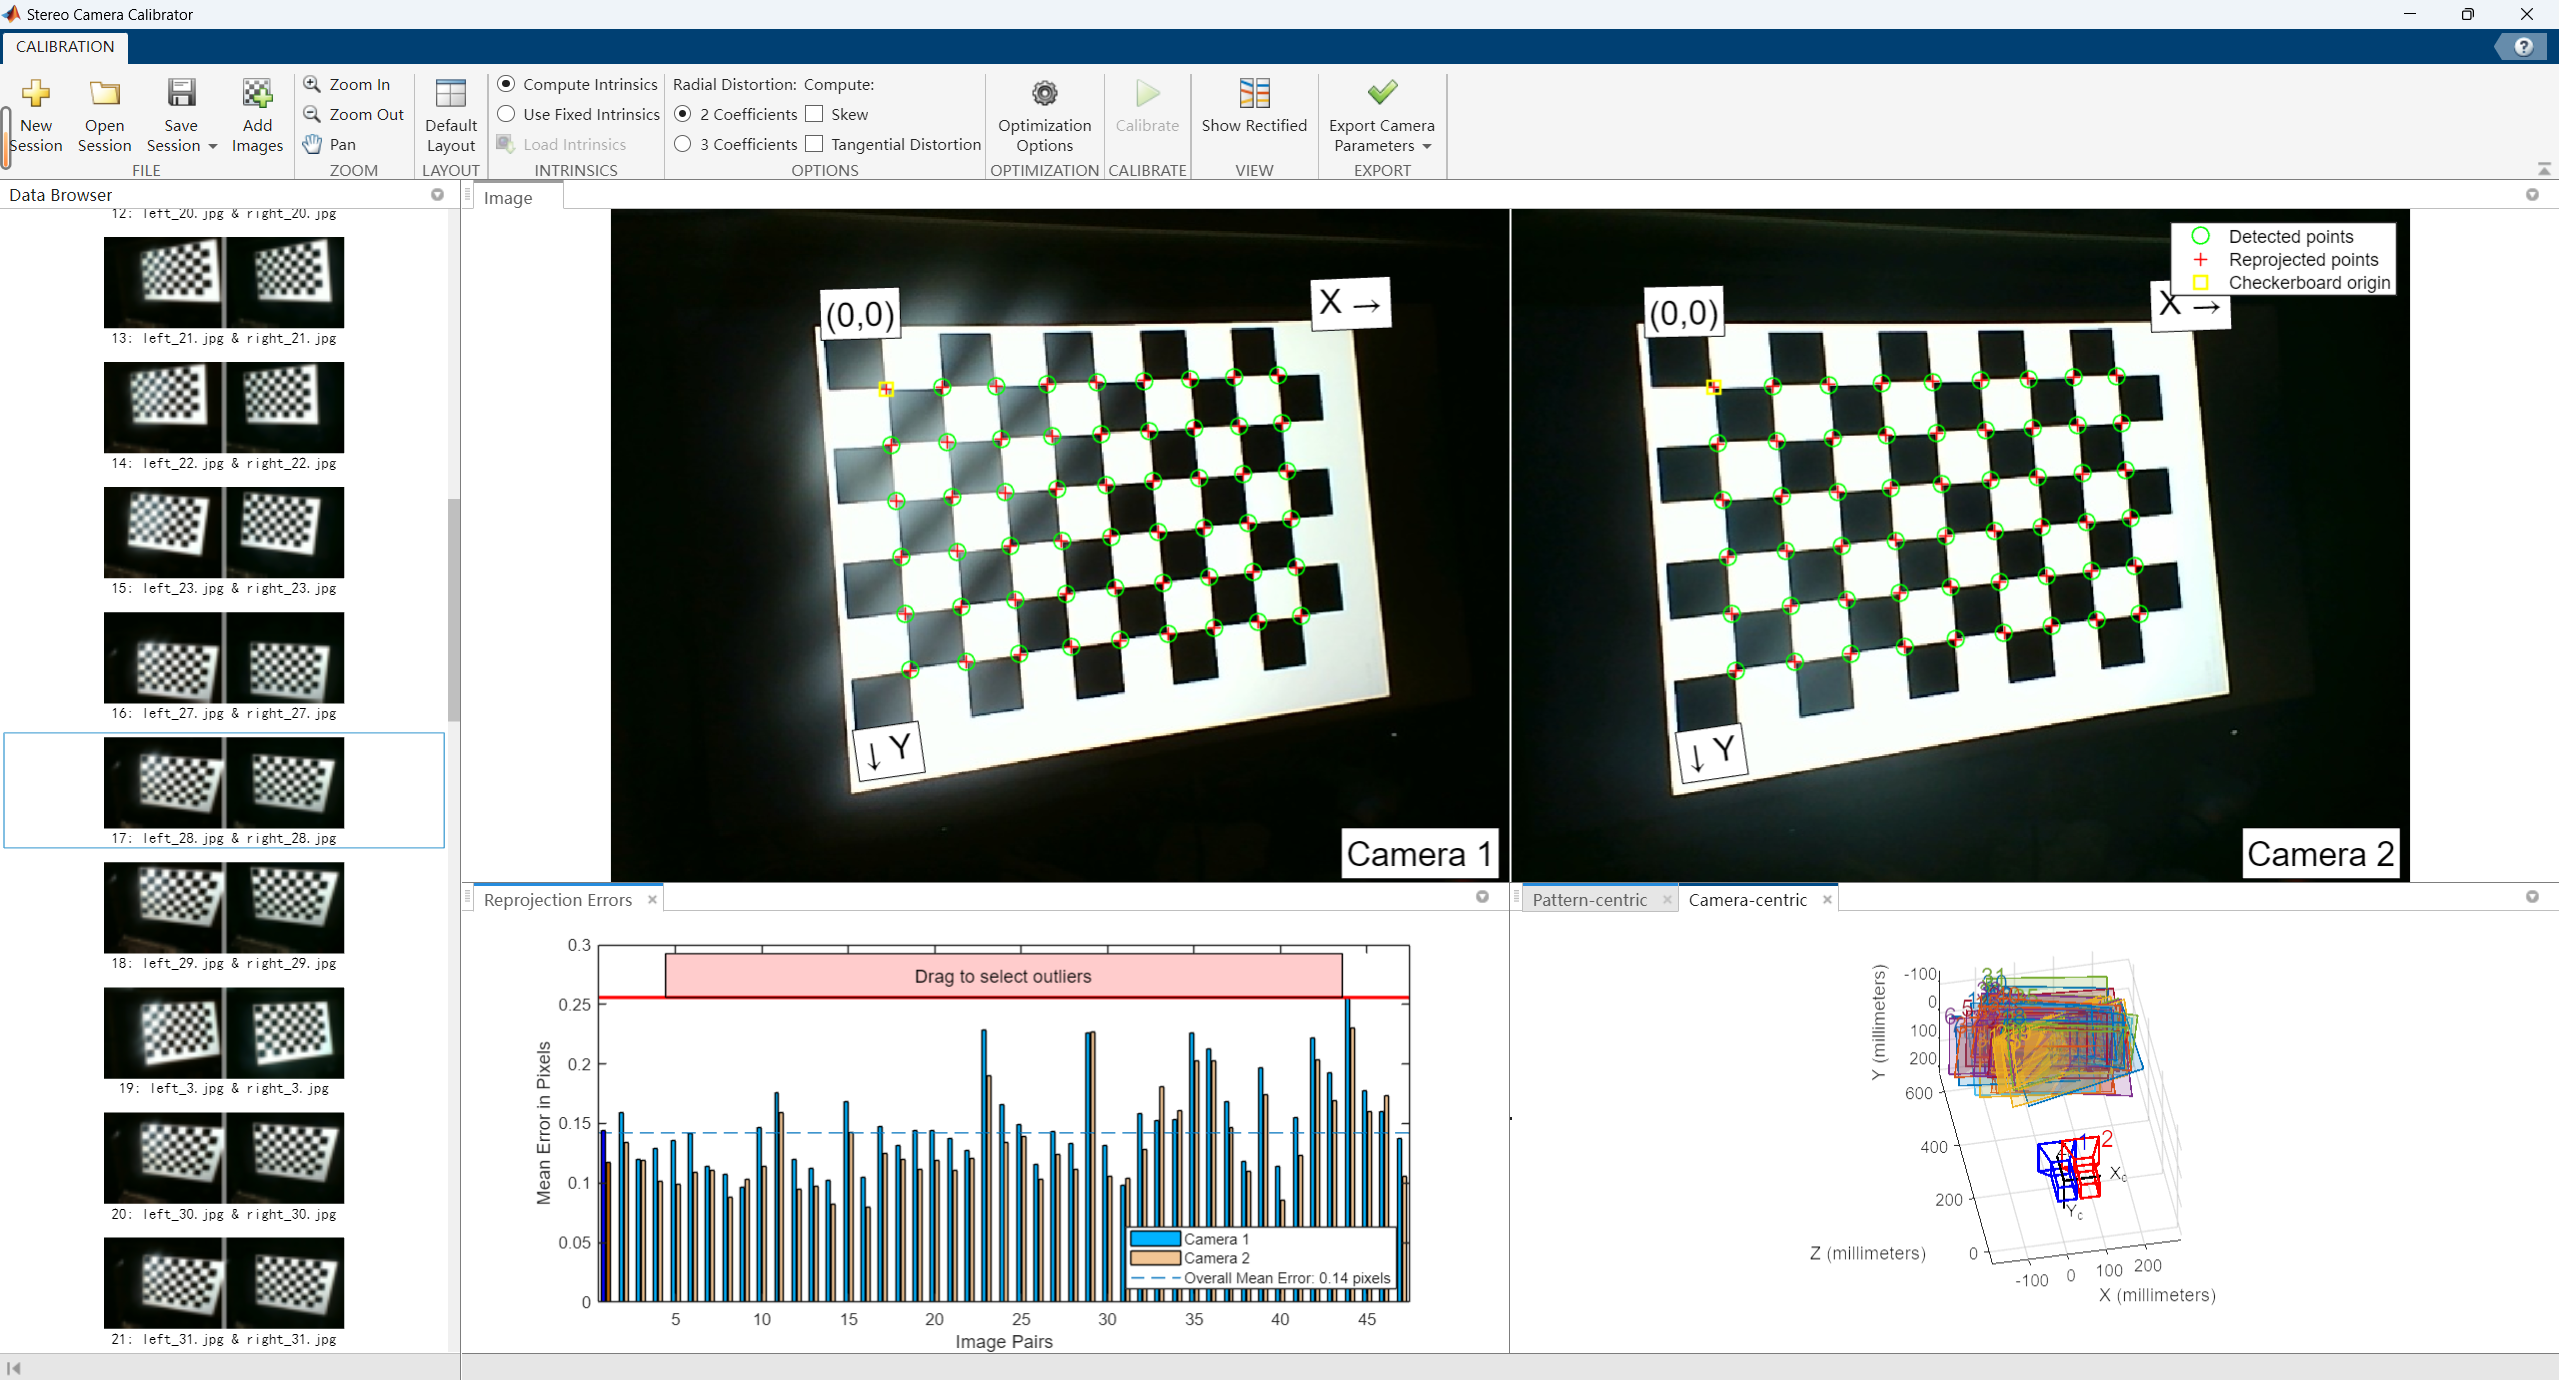 Stereo Camera Calibrator
CALIBRATION
New Session
Open Session
Save Session
Add Images
FILE
Zoom In
Zoom Out
Pan
ZOOM
Default Layout
LAYOUT
Compute Intrinsics
Use Fixed Intrinsics
Load Intrinsics
INTRINSICS
Radial Distortion: Compute:
2 Coefficients Skew
3 Coefficients Tangential Distortion
OPTIONS
Optimization Options
OPTIMIZATION
Calibrate
CALIBRATE
Show Rectified
VIEW
Export Camera Parameters
EXPORT
Data Browser
12: left_20.jpg & right_20.jpg
13: left_21.jpg & right_21.jpg
14: left_22.jpg & right_22.jpg
15: left_23.jpg & right_23.jpg
16: left_27.jpg & right_27.jpg
17: left_28.jpg & right_28.jpg
18: left_29.jpg & right_29.jpg
19: left_3.jpg & right_3.jpg
20: left_30.jpg & right_30.jpg
21: left_31.jpg & right_31.jpg
Image
(0,0)
X →
↓ Y
Camera 1
(0,0)
X →
↓ Y
Camera 2
Detected points
Reprojected points
Checkerboard origin
Reprojection Errors
0.3
0.25
0.2
0.15
0.1
0.05
0
Mean Error in Pixels
Drag to select outliers
Camera 1
Camera 2
Overall Mean Error: 0.14 pixels
5 10 15 20 25 30 35 40 45
Image Pairs
Pattern-centric
Camera-centric
Y (millimeters)
-100
0
100
200
600
400
200
0
Z (millimeters)
31
1
2
Xc
Yc
-100 0 100 200
X (millimeters)